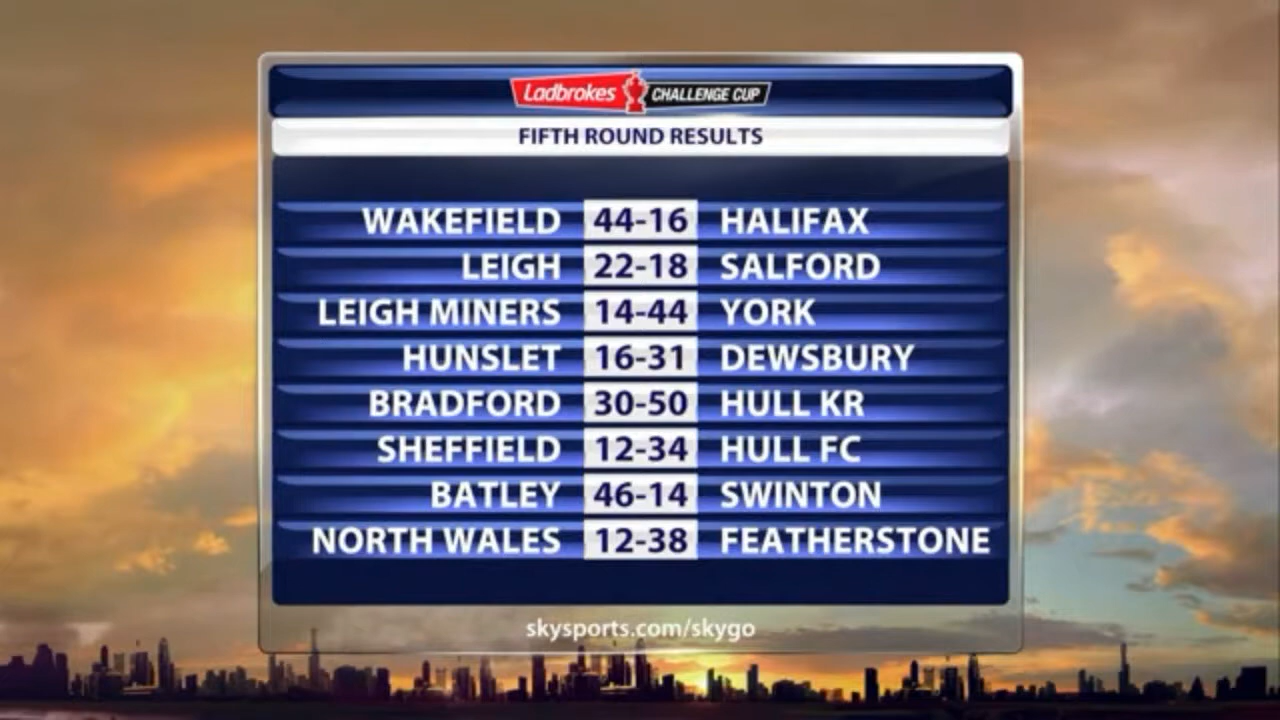 Ladbrokes CHALLENGE CUP
FIFTH ROUND RESULTS
WAKEFIELD 44-16 HALIFAX
LEIGH 22-18 SALFORD
LEIGH MINERS 14-44 YORK
HUNSLET 16-31 DEWSBURY
BRADFORD 30-50 HULL KR
SHEFFIELD 12-34 HULL FC
BATLEY 46-14 SWINTON
NORTH WALES 12-38 FEATHERSTONE
skysports.com/skygo